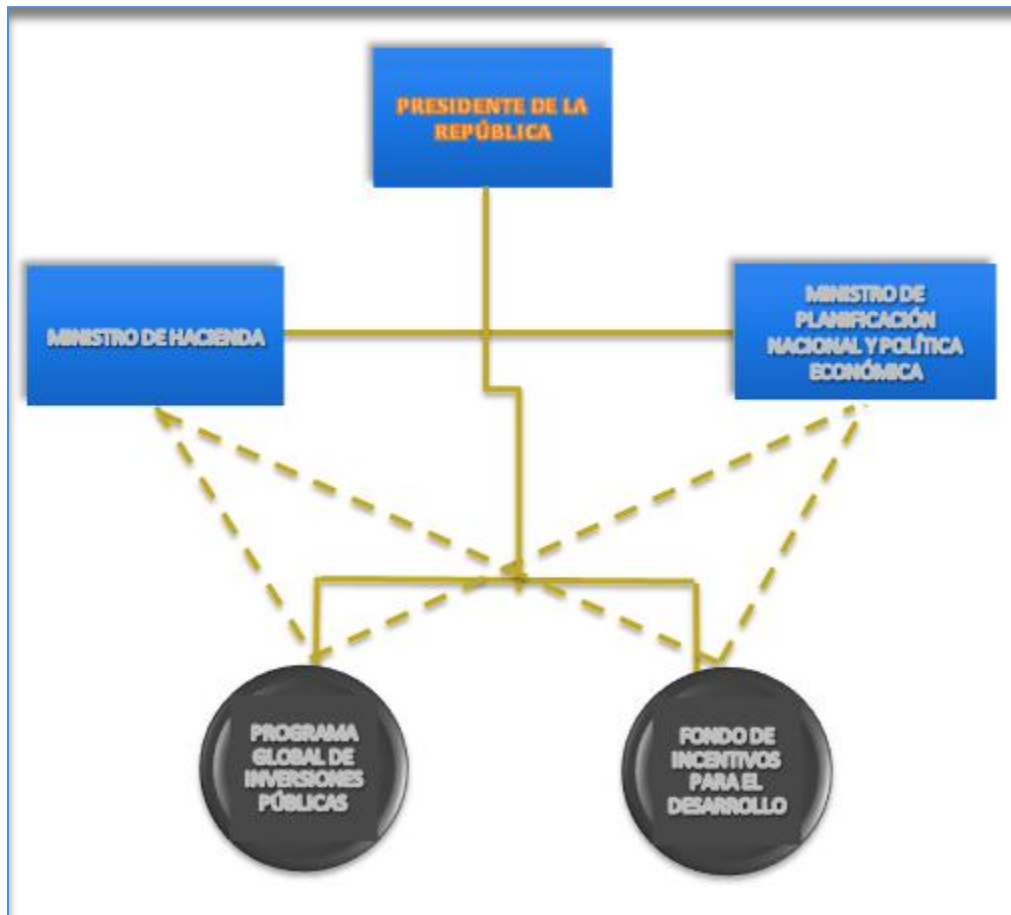 PRESIDENTE DE LA
REPÚBLICA
MINISTRO DE HACIENDA
MINISTRO DE
PLANIFICACIÓN
NACIONAL Y POLÍTICA
ECONÓMICA
PROGRAMA
GLOBAL DE
INVERSIONES
PÚBLICAS
FONDO DE
INCENTIVOS
PARA EL
DESARROLLO